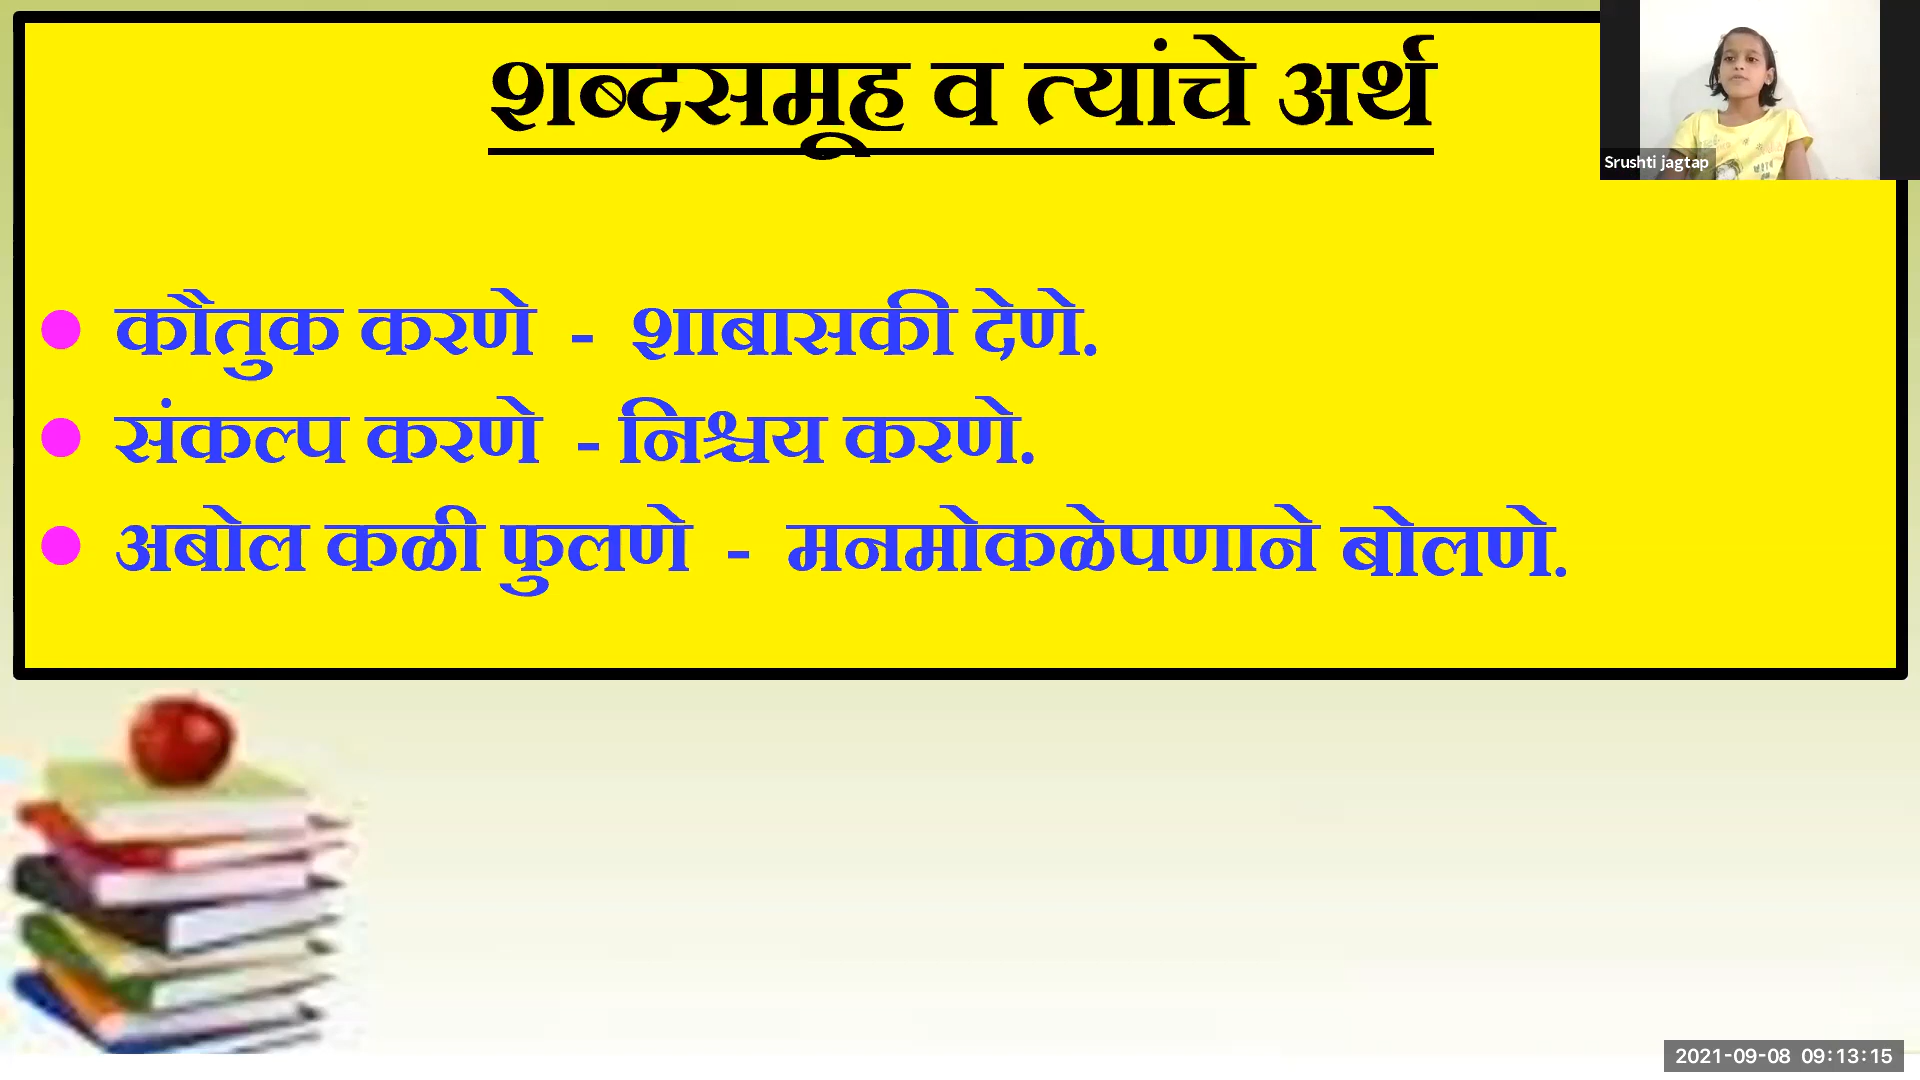 शब्दसमूह व त्यांचे अर्थ
Srushti jagtap
कौतुक करणे - शाबासकी देणे.
संकल्प करणे - निश्चय करणे.
अबोल कळी फुलणे - मनमोकळेपणाने बोलणे.
2021-09-08 09:13:15